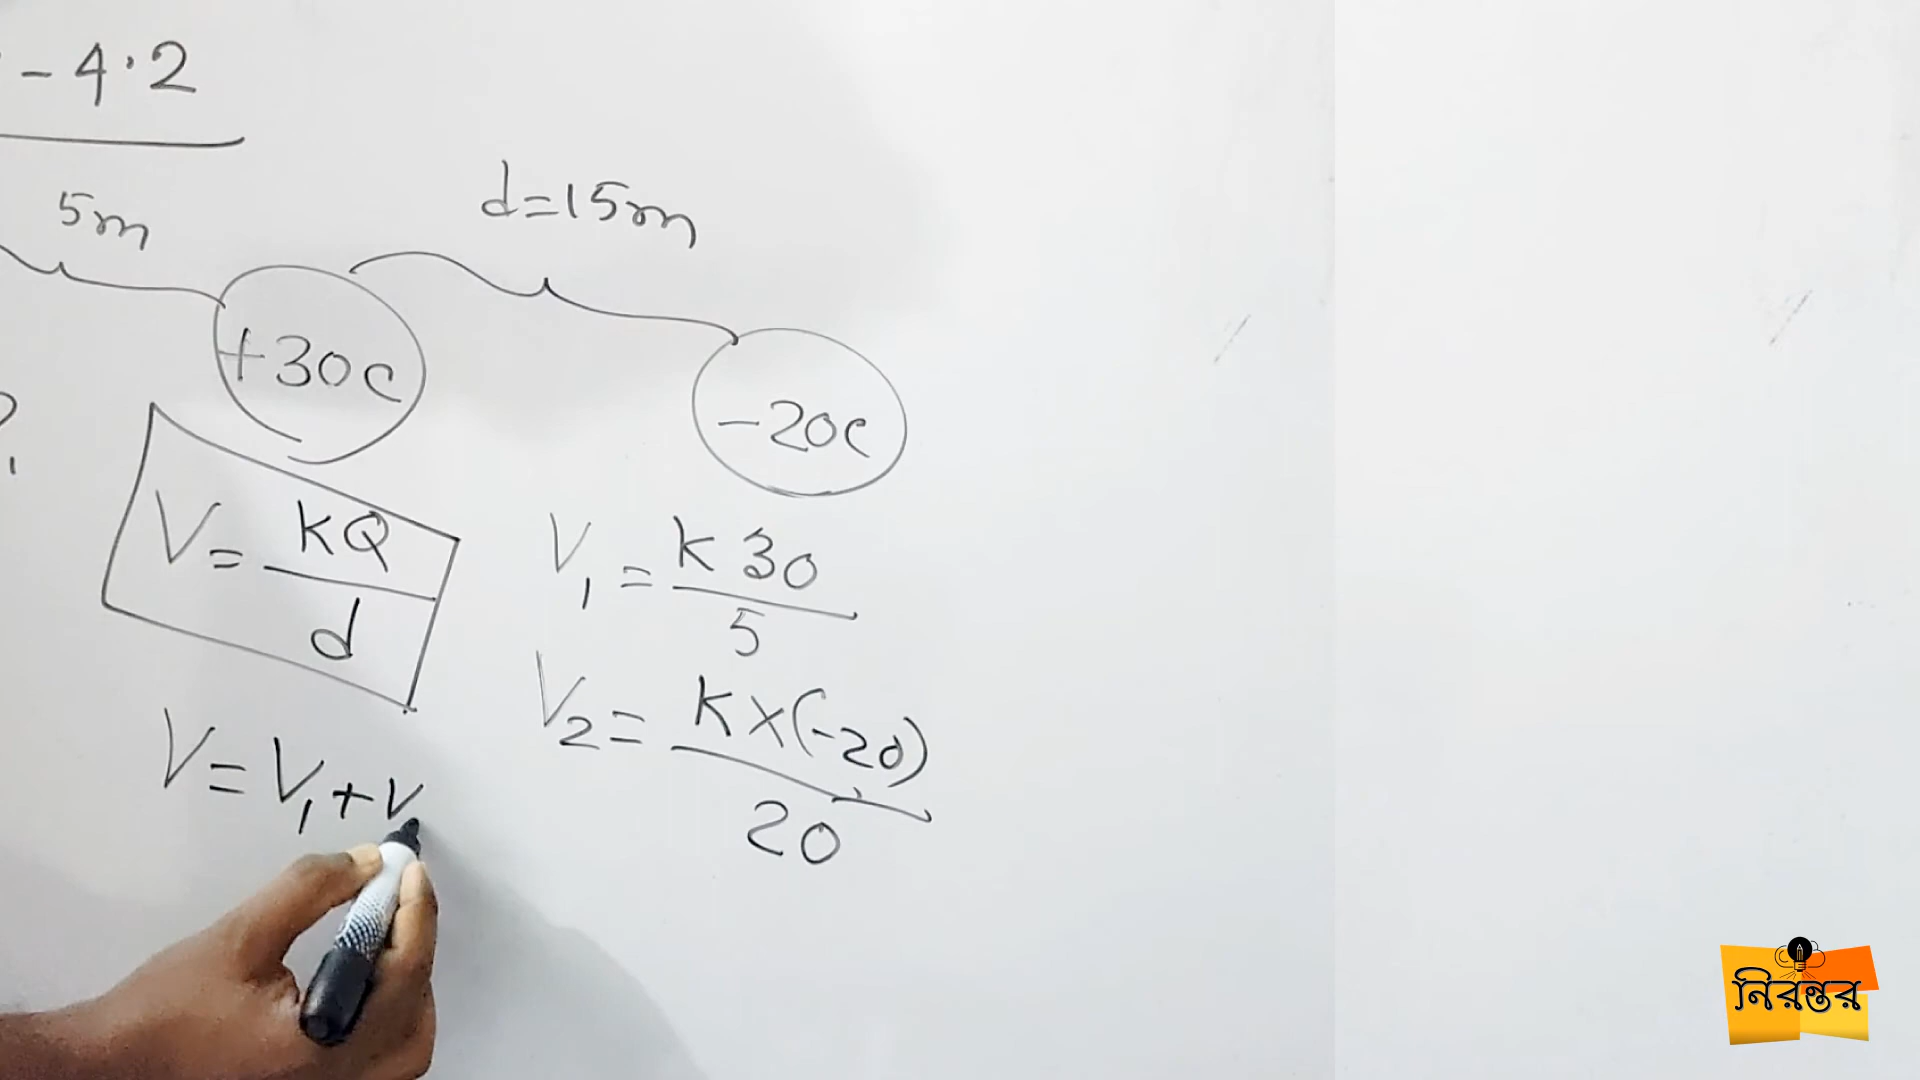 - 4.2
5m
d=15m
+30c
-20c
V = KQ / d
V₁ = K 30 / 5
V₂ = K×(-20) / 20
V = V₁ + V
নিরন্তর